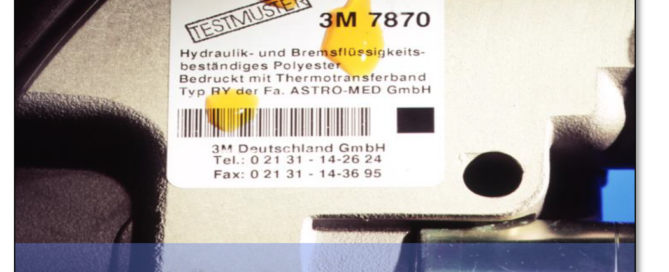 TESTMUSTER
3M 7870
Hydraulik- und Bremsflüssigkeits-
beständiges Polyester
Bedruckt mit Thermotransferband
Typ RY der Fa. ASTRO-MED GmbH
3M Deutschland GmbH
Tel.: 0 21 31 - 14-26 24
Fax: 0 21 31 - 14-36 95